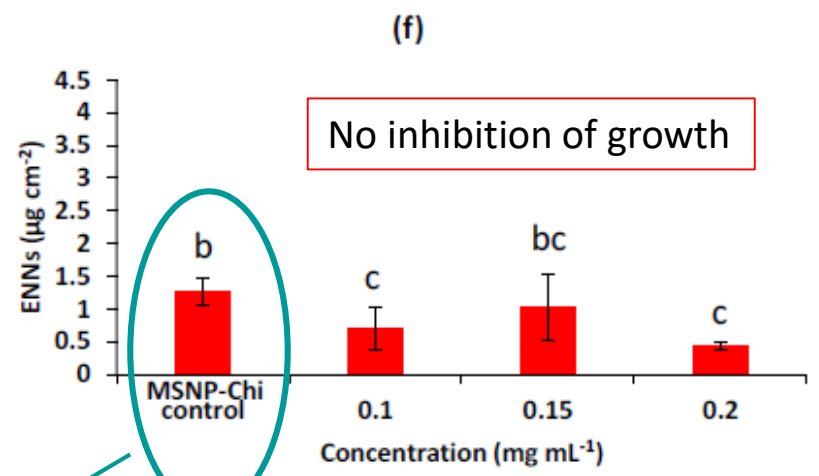 (f)
No inhibition of growth
ENNs (µg cm⁻²)
4.5
4
3.5
3
2.5
2
1.5
1
0.5
0
b
c
bc
c
MSNP-Chi
control
0.1
0.15
0.2
Concentration (mg mL⁻¹)